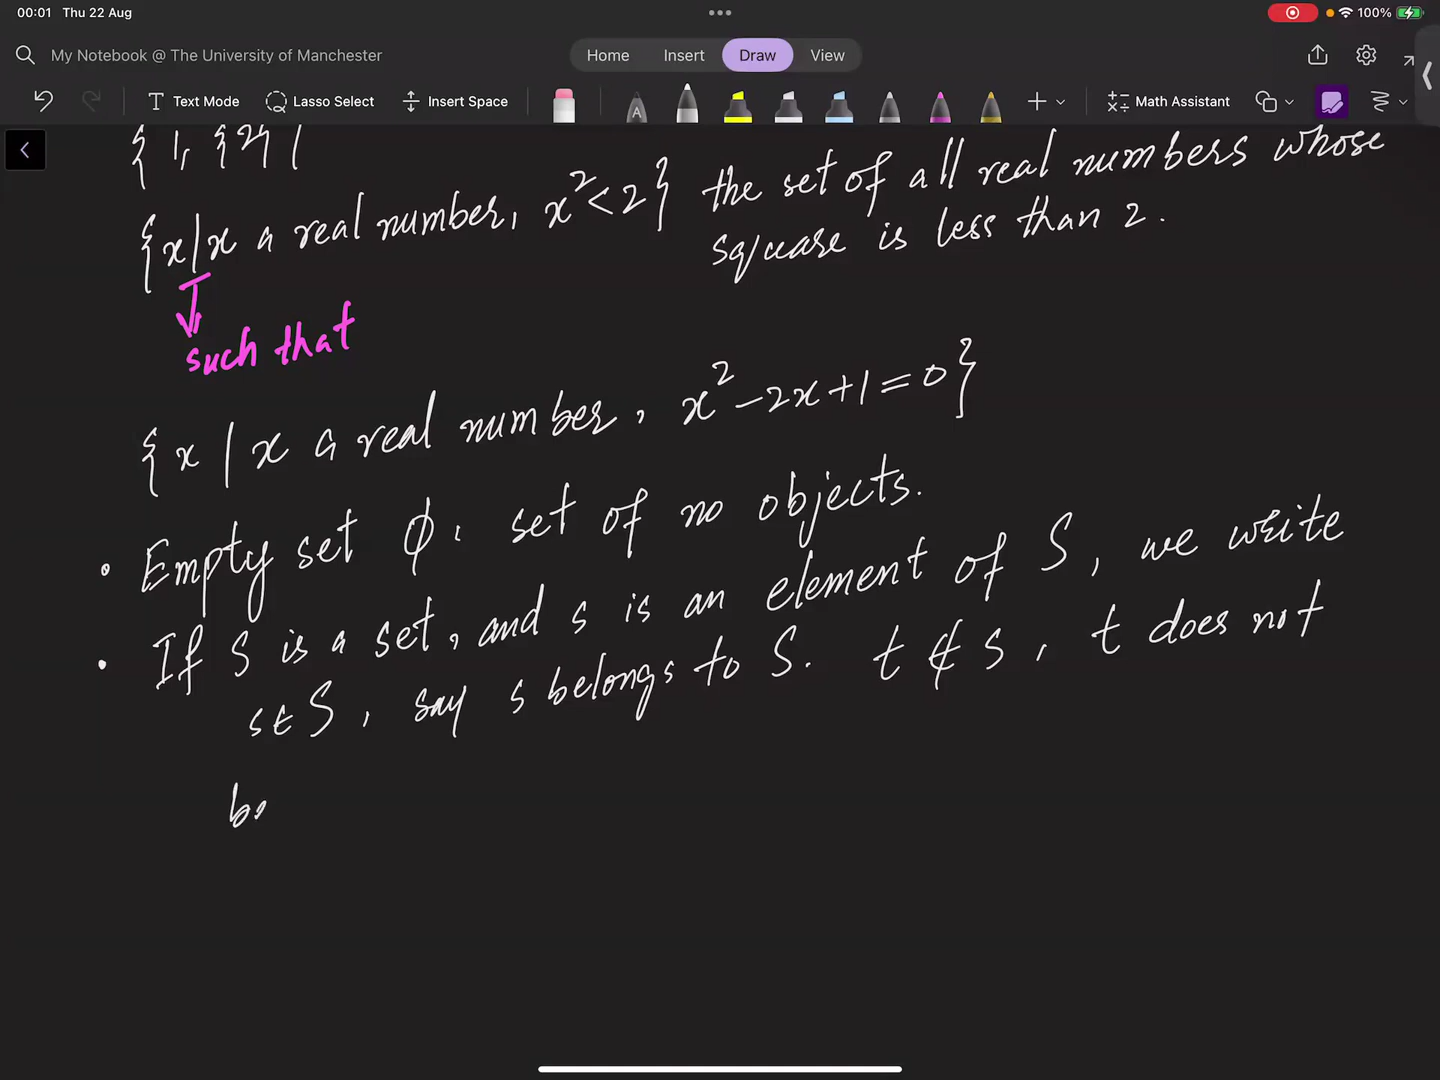 00:01 Thu 22 Aug
100%
My Notebook @ The University of Manchester
Home Insert Draw View
Text Mode Lasso Select Insert Space Math Assistant
{1, {2}}
{x|x a real number, x²<2} the set of all real numbers whose
square is less than 2.
such that
{x | x a real number, x²-2x+1=0}
• Empty set ϕ, set of no objects.
• If S is a set, and s is an element of S, we write
s∈S, say s belongs to S. t∉S, t does not